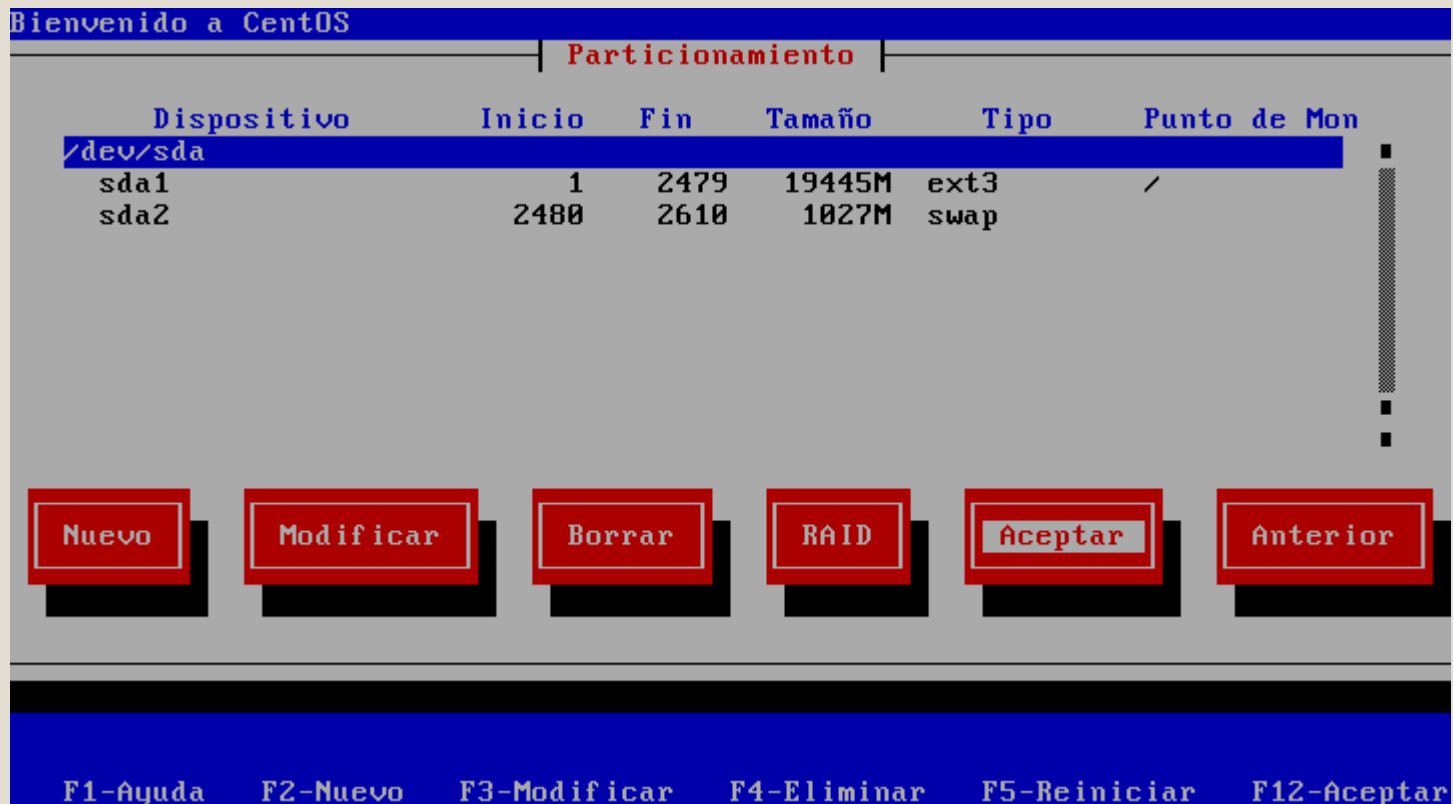 Bienvenido a CentOS
Particionamiento
Dispositivo Inicio Fin Tamaño Tipo Punto de Mon
/dev/sda
sda1 1 2479 19445M ext3 /
sda2 2480 2610 1027M swap
Nuevo Modificar Borrar RAID Aceptar Anterior
F1-Ayuda F2-Nuevo F3-Modificar F4-Eliminar F5-Reiniciar F12-Aceptar